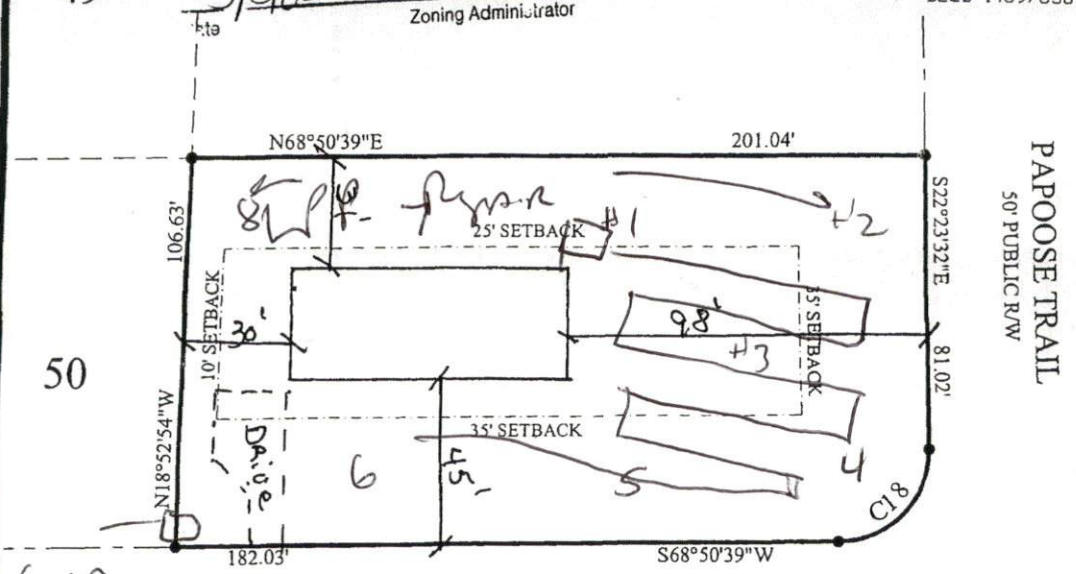 Zoning Administrator
N68°50'39"E
201.04'
8
Repair
#1
#2
25' SETBACK
106.63'
S22°23'32"E
PAPOOSE TRAIL
50' PUBLIC R/W
10' SETBACK
30'
98'
35' SETBACK
#3
81.02'
50
N18°52'54"W
35' SETBACK
DRIVE
6
45'
5
4
C18
182.03'
S68°50'39"W